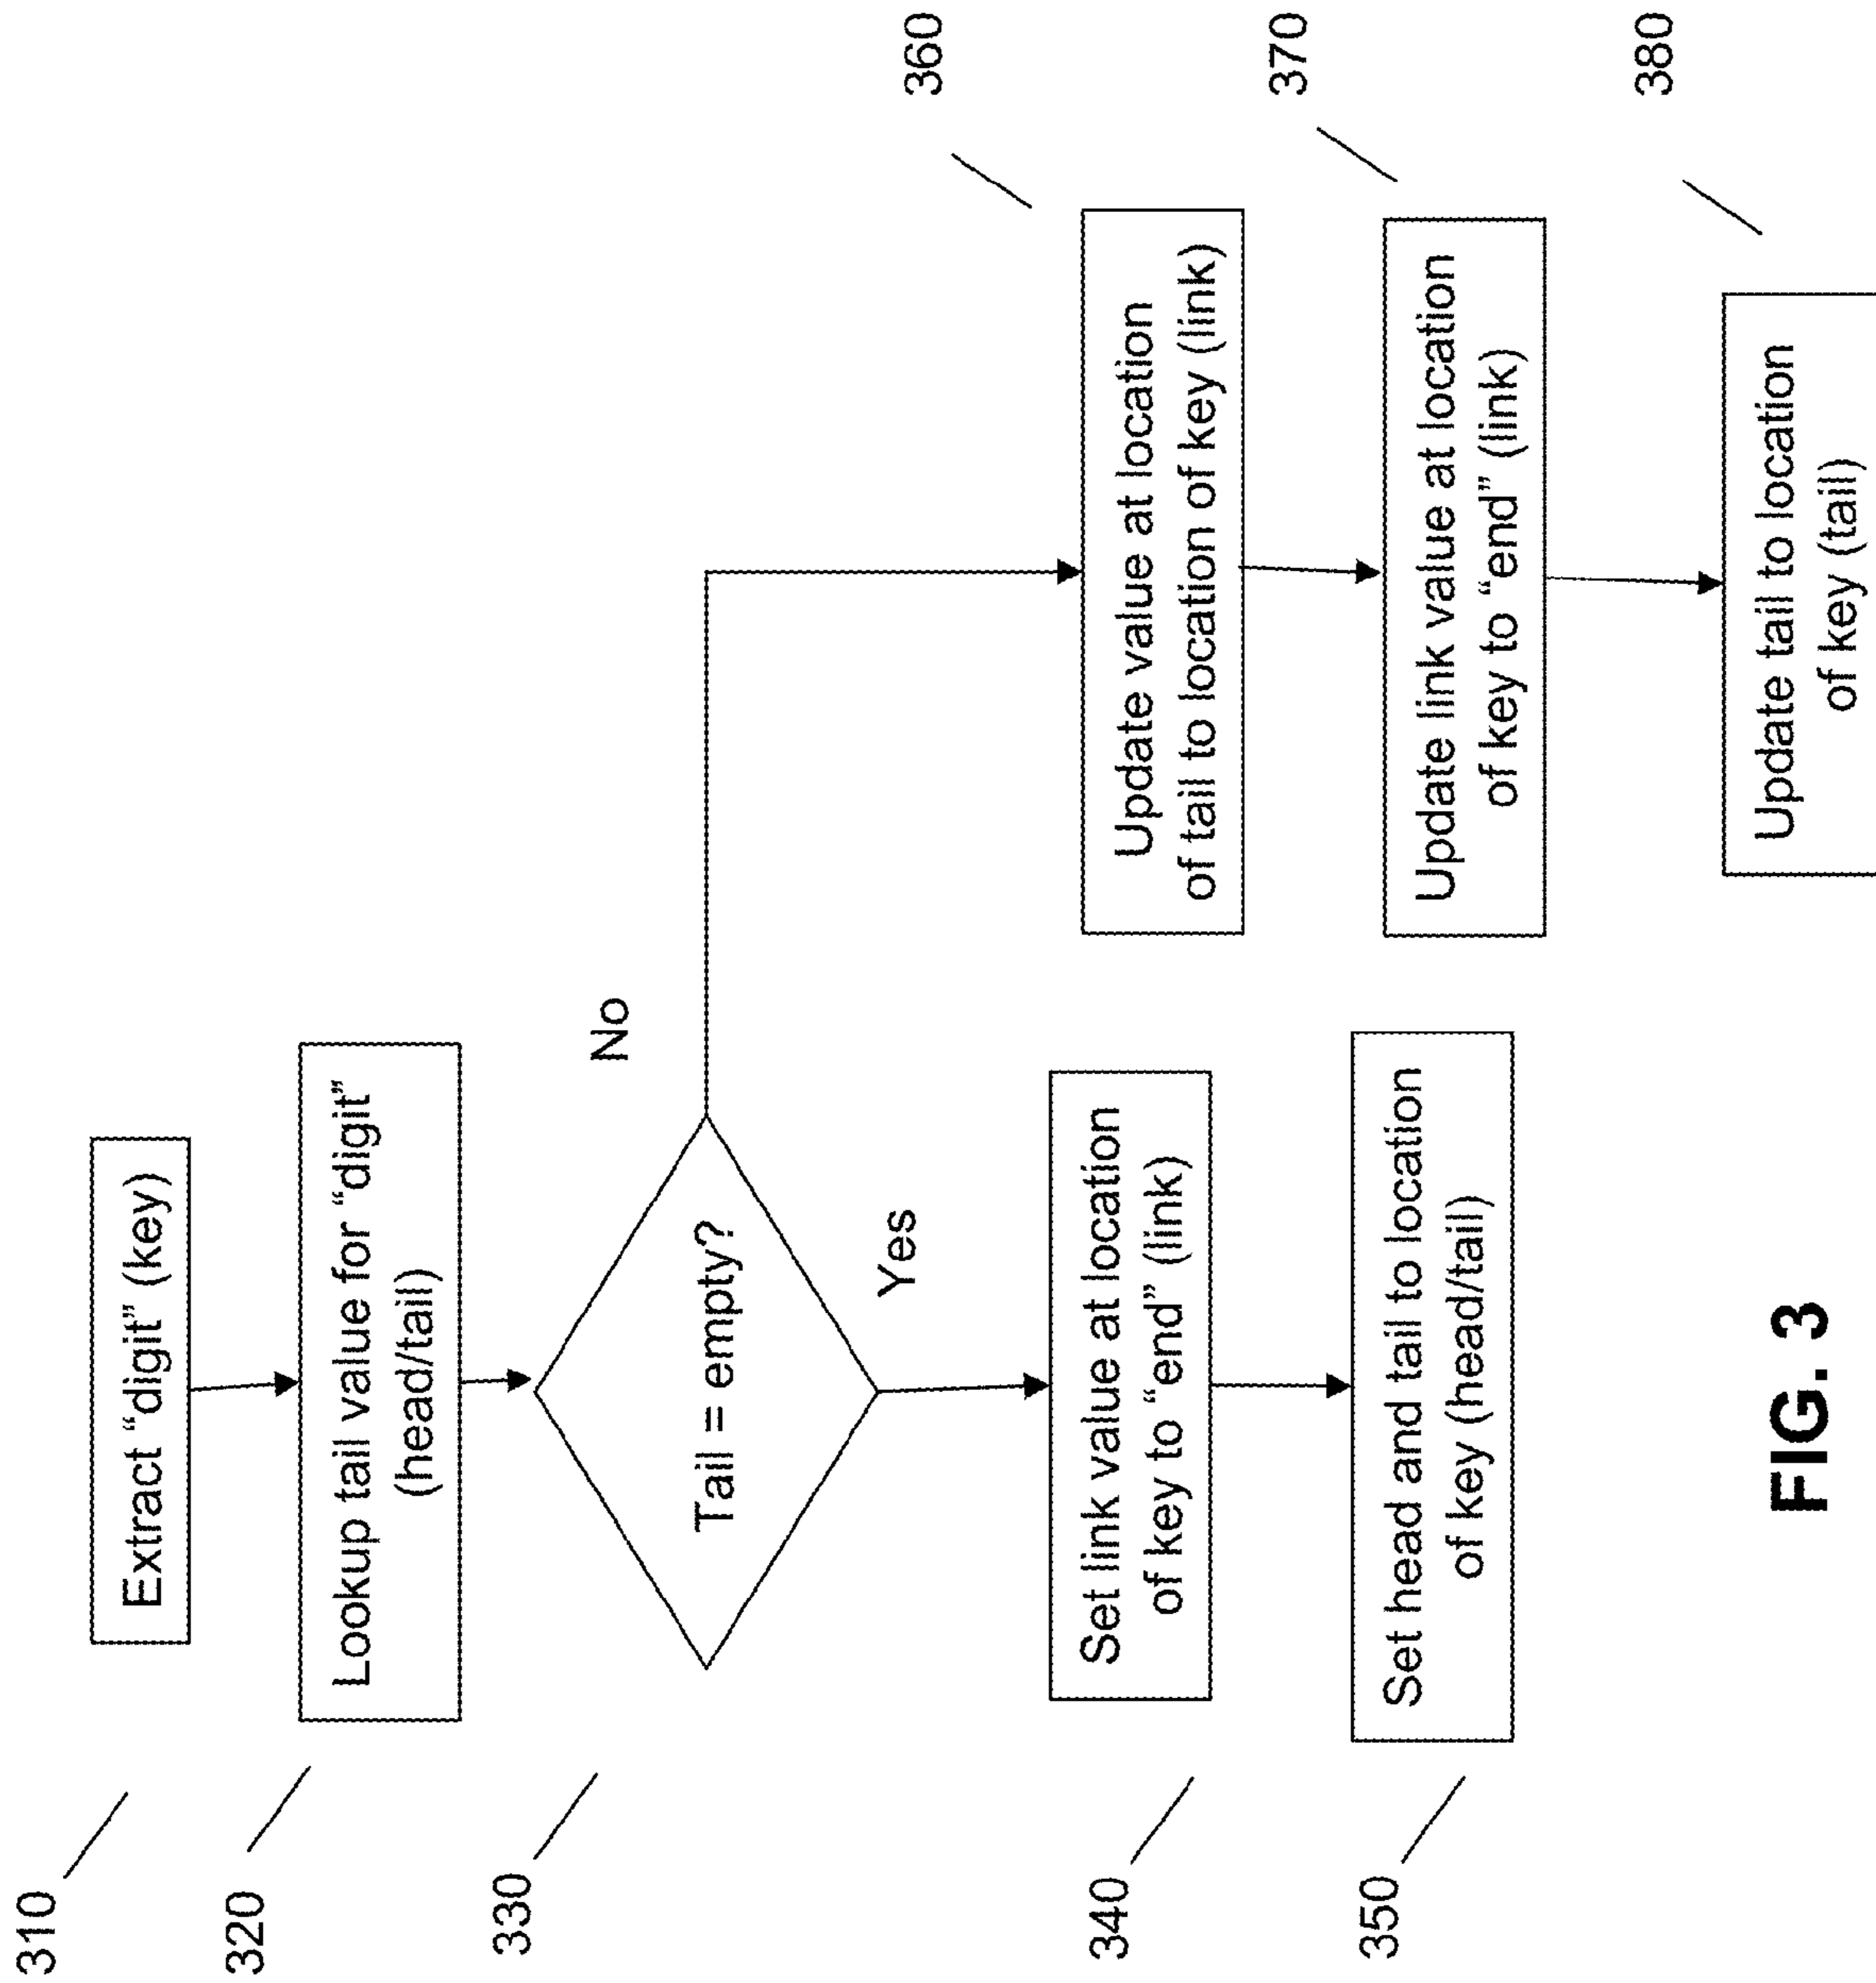 310
Extract “digit” (key)
320
Lookup tail value for “digit”
(head/tail)
330
Tail = empty?
No
Yes
340
Set link value at location
of key to “end” (link)
350
Set head and tail to location
of key (head/tail)
360
Update value at location
of tail to location of key (link)
370
Update link value at location
of key to “end” (link)
380
Update tail to location
of key (tail)
FIG. 3